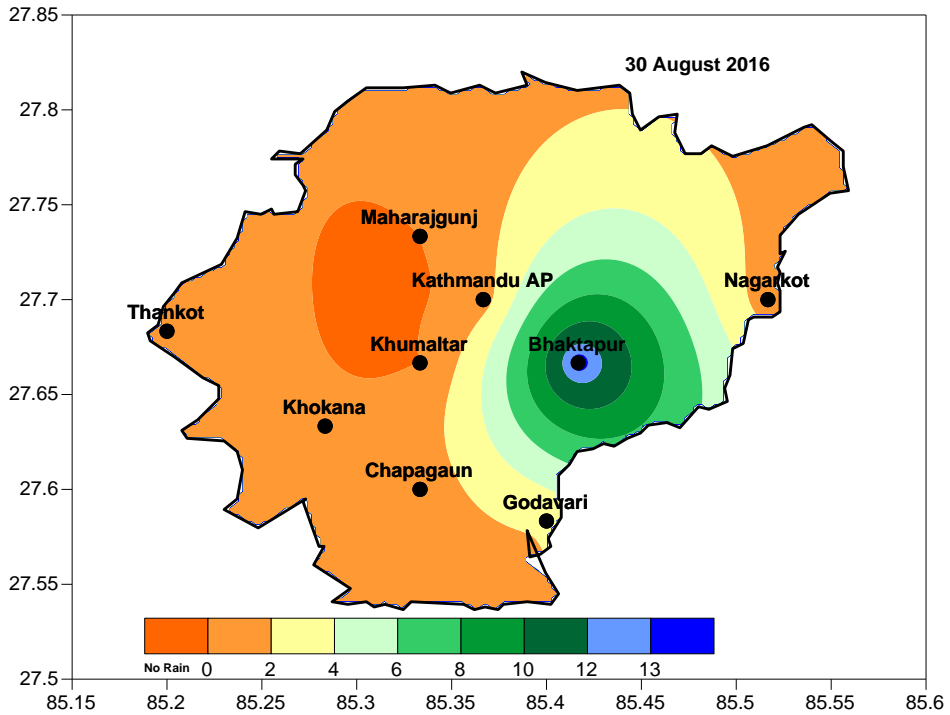 27.85
30 August 2016
27.8
27.75
Maharajgunj
Kathmandu AP
Nagarkot
27.7
Thankot
Khumaltar
Bhaktapur
27.65
Khokana
Chapagaun
27.6
Godavari
27.55
No Rain 0 2 4 6 8 10 12 13
27.5
85.15 85.2 85.25 85.3 85.35 85.4 85.45 85.5 85.55 85.6